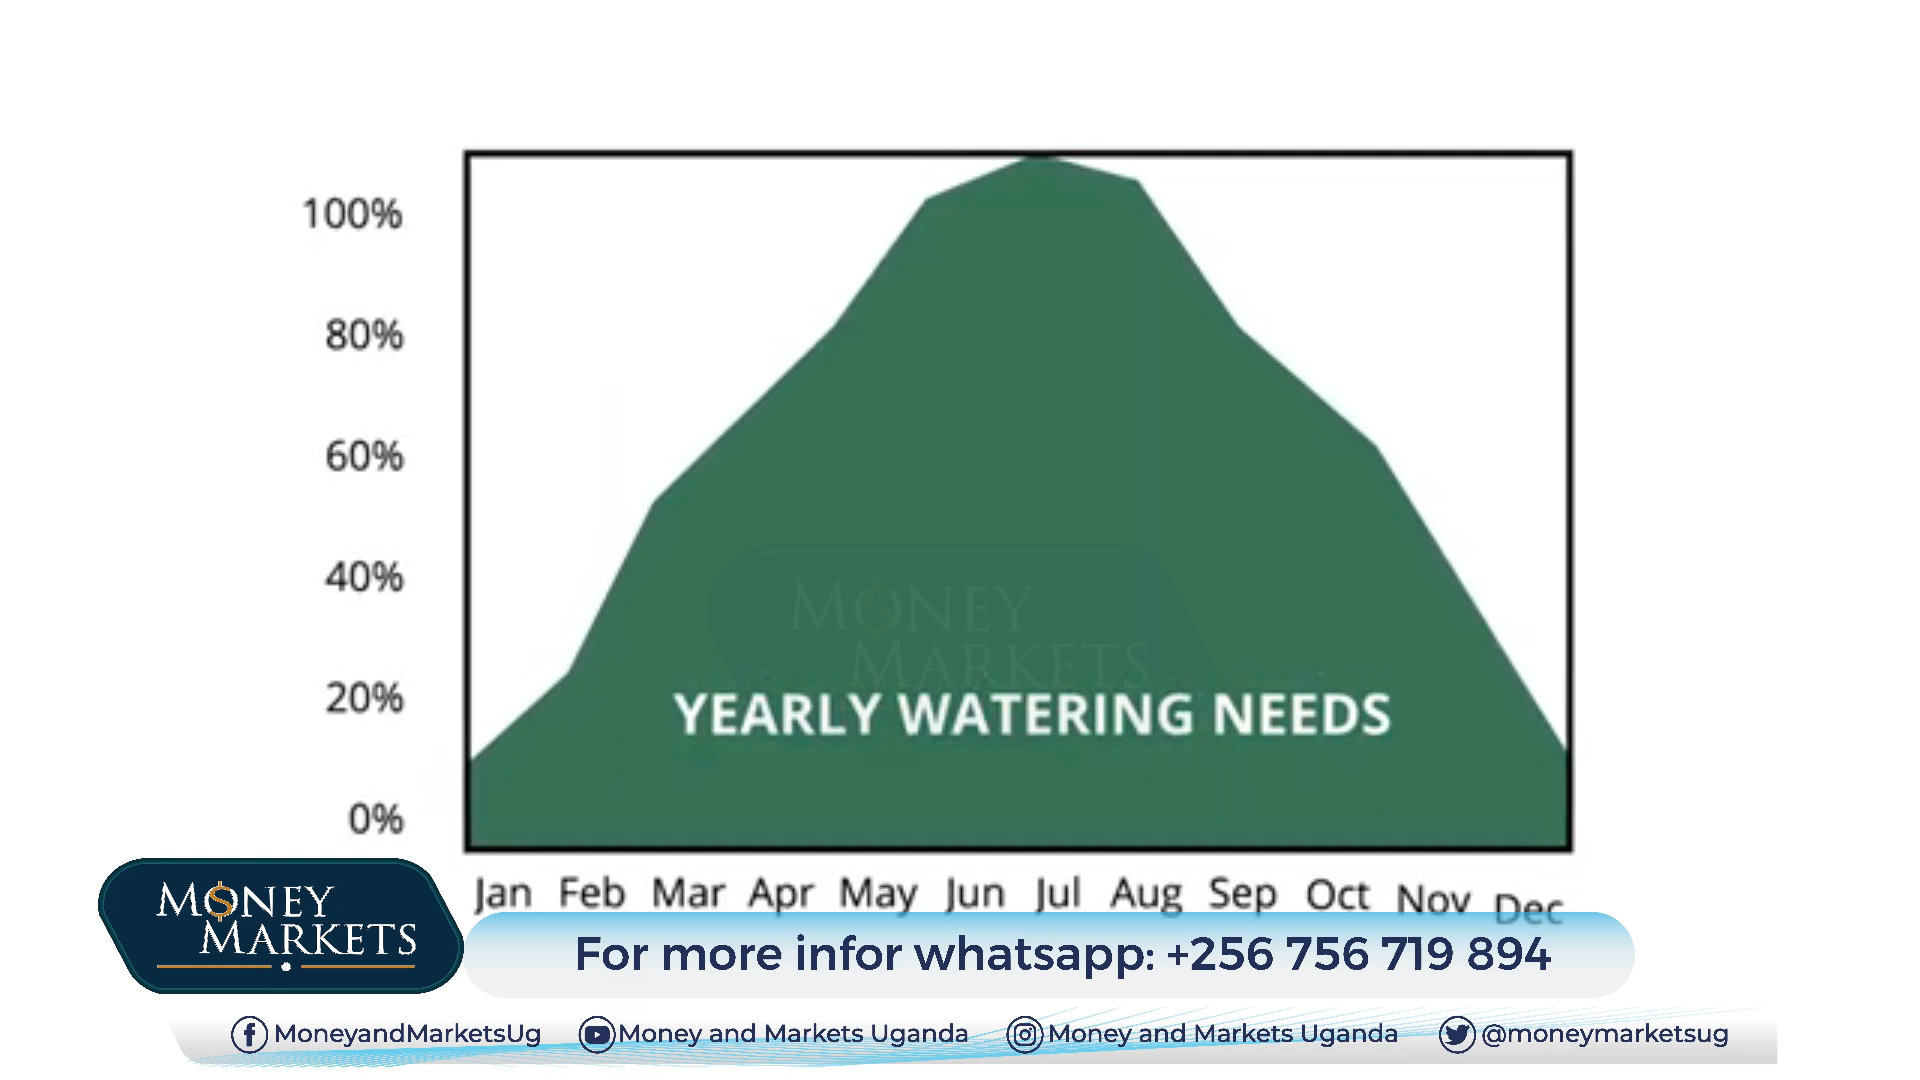 100%
80%
60%
40%
20%
0%
MONEY
MARKETS
YEARLY WATERING NEEDS
Jan Feb Mar Apr May Jun Jul Aug Sep Oct Nov Dec
MONEY
MARKETS
For more infor whatsapp: +256 756 719 894
MoneyandMarketsUg Money and Markets Uganda Money and Markets Uganda @moneymarketsug